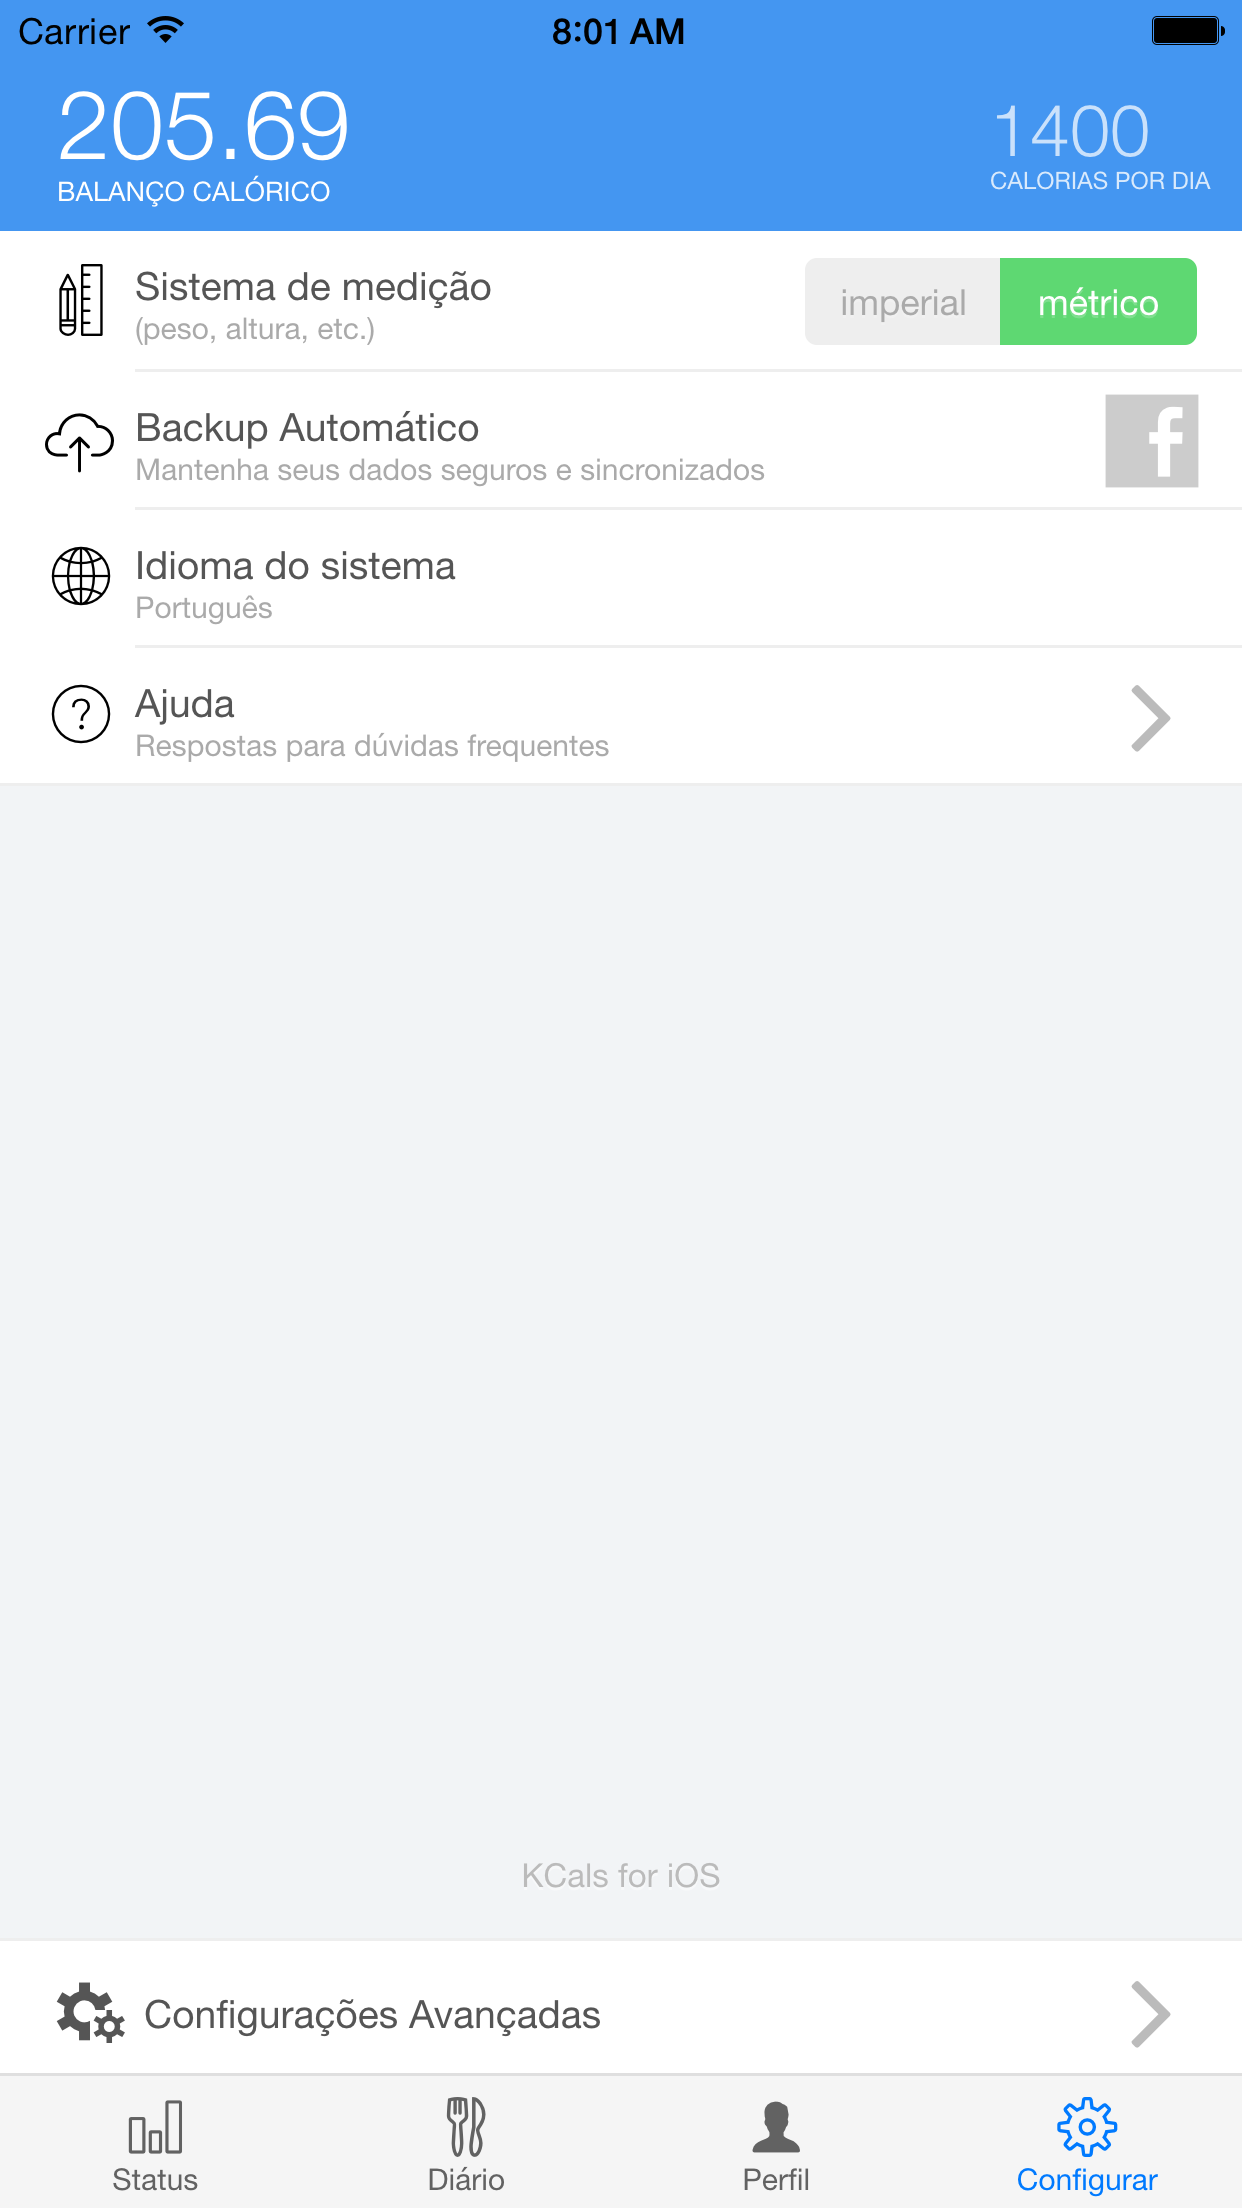 Carrier 8:01 AM
205.69
BALANÇO CALÓRICO
1400
CALORIAS POR DIA
Sistema de medição
(peso, altura, etc.)
imperial métrico
Backup Automático
Mantenha seus dados seguros e sincronizados
f
Idioma do sistema
Português
?
Ajuda
Respostas para dúvidas frequentes
KCals for iOS
Configurações Avançadas
Status Diário Perfil Configurar